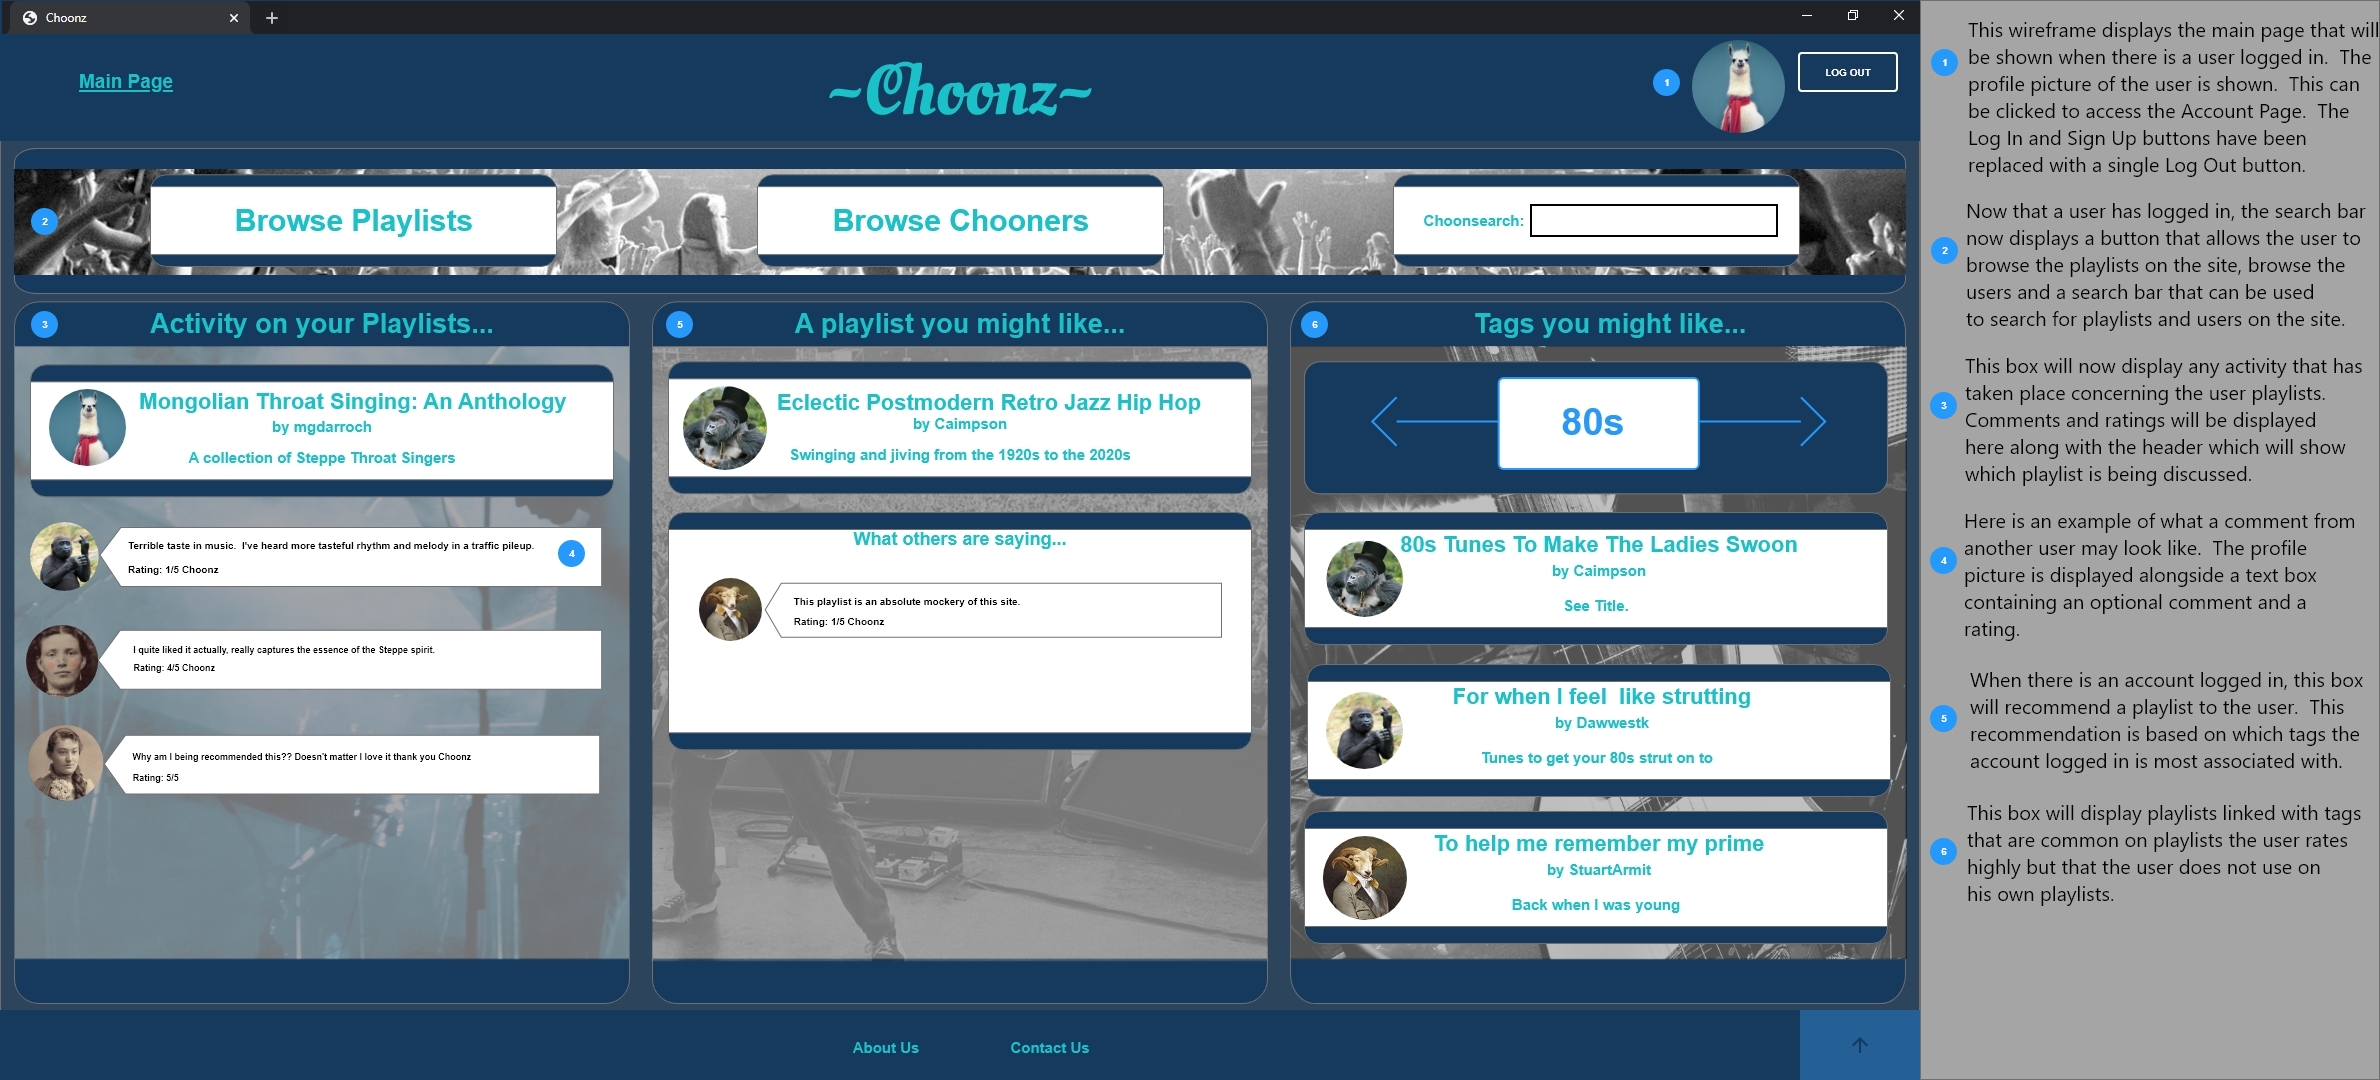 Choonz
Main Page
~Choonz~
1
LOG OUT
2
Browse Playlists
Browse Chooners
Choonsearch:
3
Activity on your Playlists...
Mongolian Throat Singing: An Anthology
by mgdarroch
A collection of Steppe Throat Singers
Terrible taste in music.  I've heard more tasteful rhythm and melody in a traffic pileup.
Rating: 1/5 Choonz
4
I quite liked it actually, really captures the essence of the Steppe spirit.
Rating: 4/5 Choonz
Why am I being recommended this?? Doesn't matter I love it thank you Choonz
Rating: 5/5
5
A playlist you might like...
Eclectic Postmodern Retro Jazz Hip Hop
by Caimpson
Swinging and jiving from the 1920s to the 2020s
What others are saying...
This playlist is an absolute mockery of this site.
Rating: 1/5 Choonz
6
Tags you might like...
80s
80s Tunes To Make The Ladies Swoon
by Caimpson
See Title.
For when I feel  like strutting
by Dawwestk
Tunes to get your 80s strut on to
To help me remember my prime
by StuartArmit
Back when I was young
About Us
Contact Us
1
This wireframe displays the main page that will
be shown when there is a user logged in.  The
profile picture of the user is shown.  This can
be clicked to access the Account Page.  The
Log In and Sign Up buttons have been
replaced with a single Log Out button.
2
Now that a user has logged in, the search bar
now displays a button that allows the user to
browse the playlists on the site, browse the
users and a search bar that can be used
to search for playlists and users on the site.
3
This box will now display any activity that has
taken place concerning the user playlists.
Comments and ratings will be displayed
here along with the header which will show
which playlist is being discussed.
4
Here is an example of what a comment from
another user may look like.  The profile
picture is displayed alongside a text box
containing an optional comment and a
rating.
5
When there is an account logged in, this box
will recommend a playlist to the user.  This
recommendation is based on which tags the
account logged in is most associated with.
6
This box will display playlists linked with tags
that are common on playlists the user rates
highly but that the user does not use on
his own playlists.